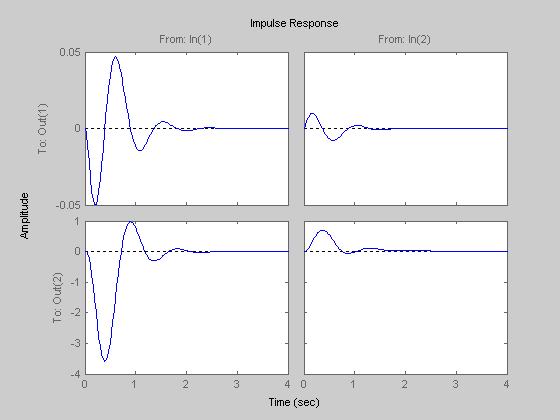 Impulse Response
From: In(1) From: In(2)
0.05
0
-0.05
To: Out(1)
Amplitude
1
0
-1
-2
-3
-4
To: Out(2)
0 1 2 3 4 0 1 2 3 4
Time (sec)